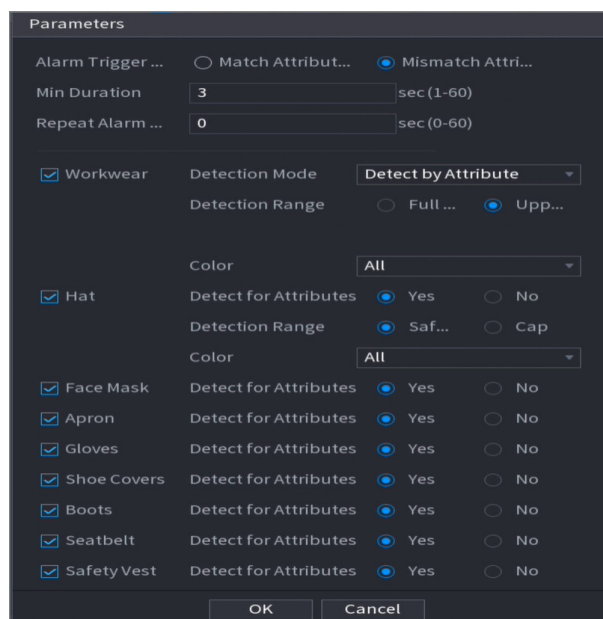 Parameters
Alarm Trigger ... Match Attribut... Mismatch Attri...
Min Duration 3 sec(1-60)
Repeat Alarm ... 0 sec(0-60)
Workwear Detection Mode Detect by Attribute
Detection Range Full ... Upp...
Color All
Hat Detect for Attributes Yes No
Detection Range Saf... Cap
Color All
Face Mask Detect for Attributes Yes No
Apron Detect for Attributes Yes No
Gloves Detect for Attributes Yes No
Shoe Covers Detect for Attributes Yes No
Boots Detect for Attributes Yes No
Seatbelt Detect for Attributes Yes No
Safety Vest Detect for Attributes Yes No
OK Cancel